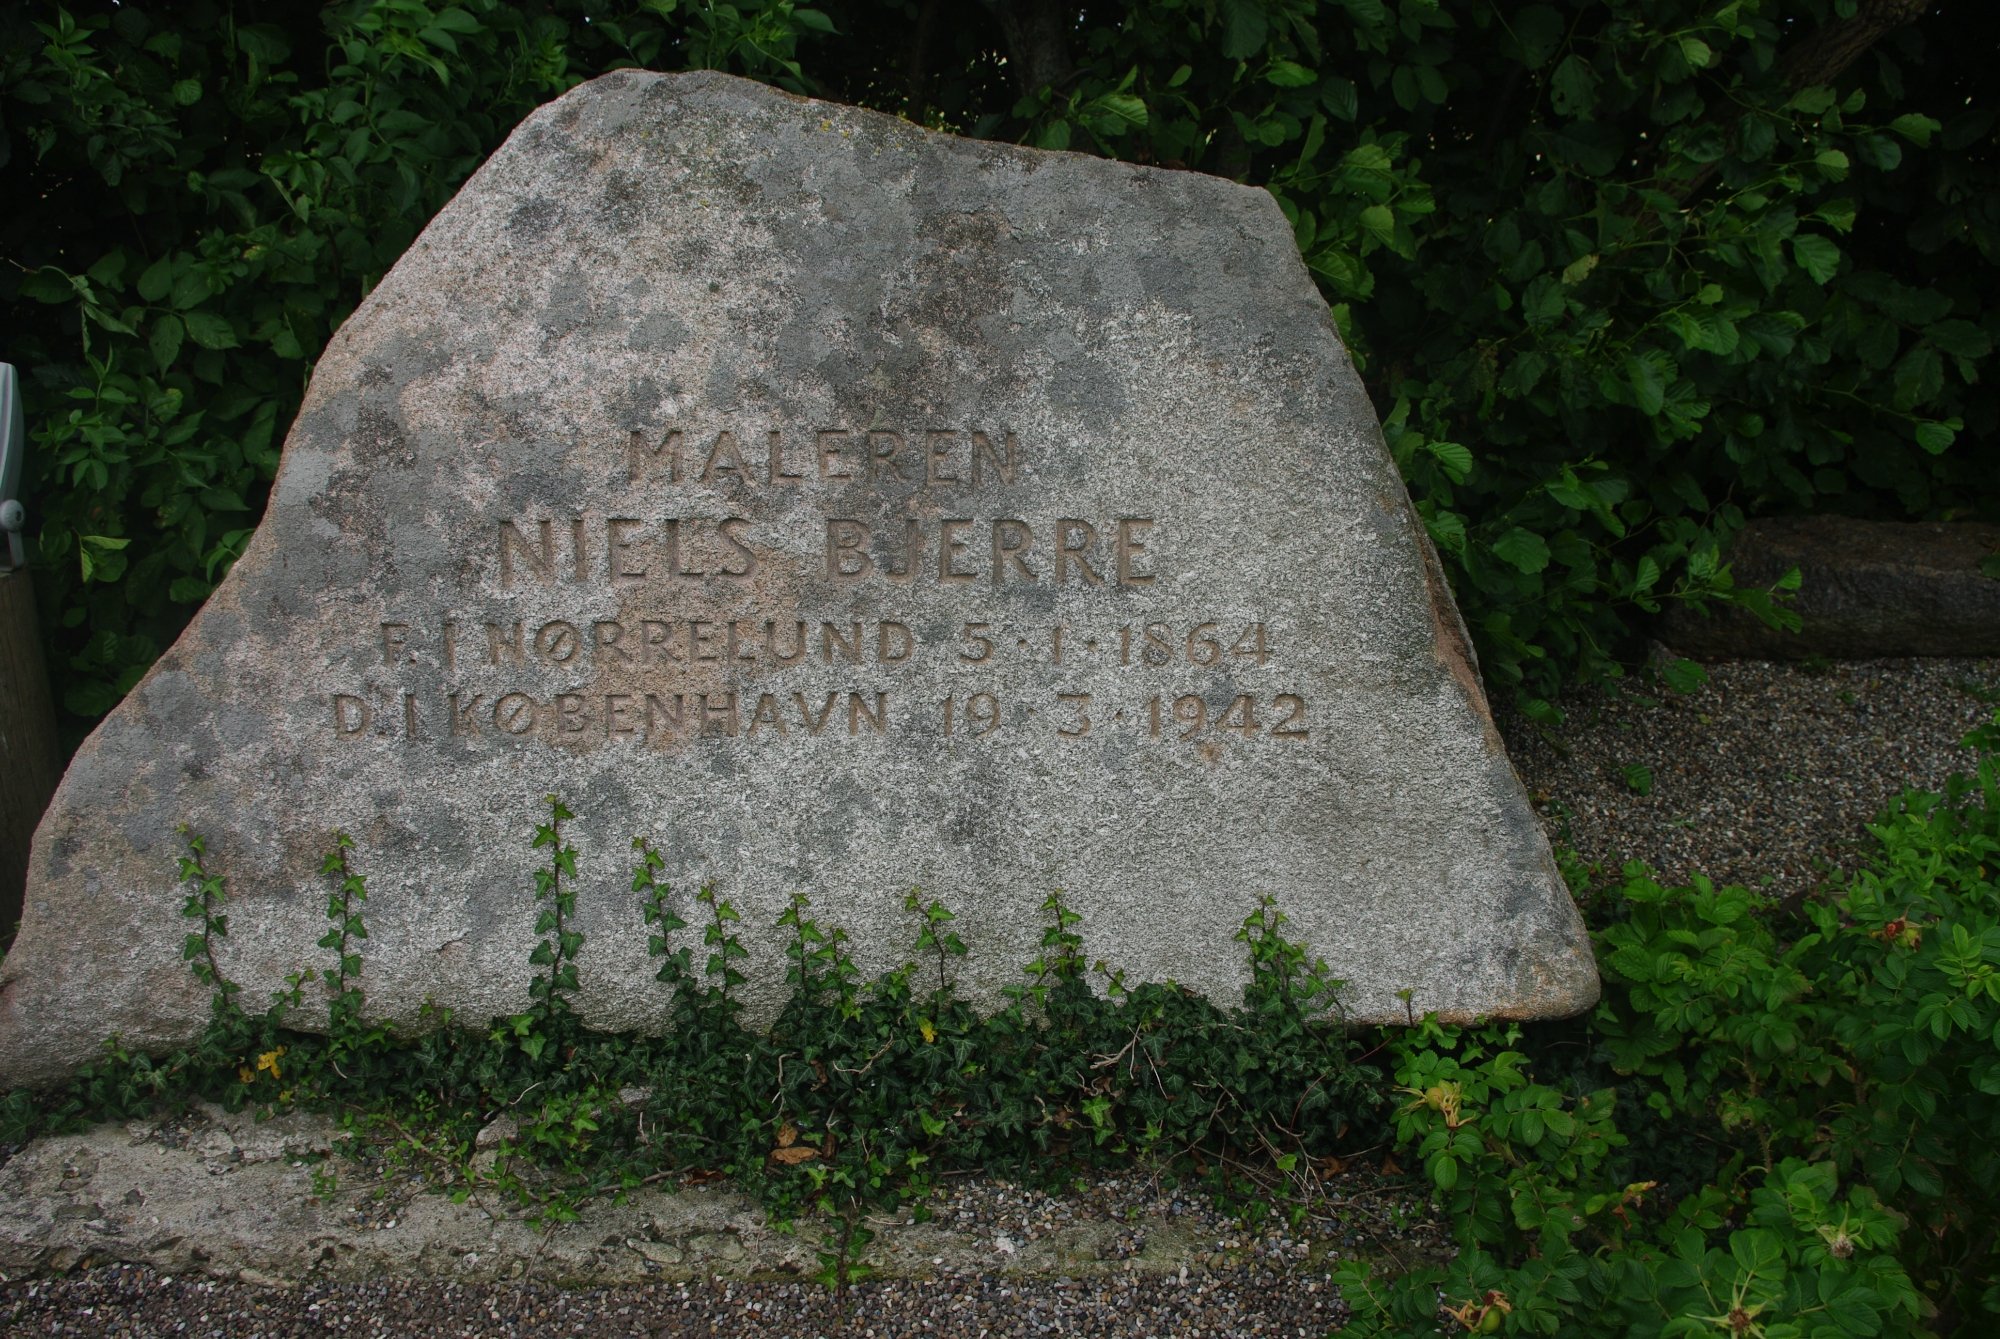 MALEREN
NIELS BJERRE
F. I NØRRELUND 5·1·1864
D. I KØBENHAVN 19·3·1942